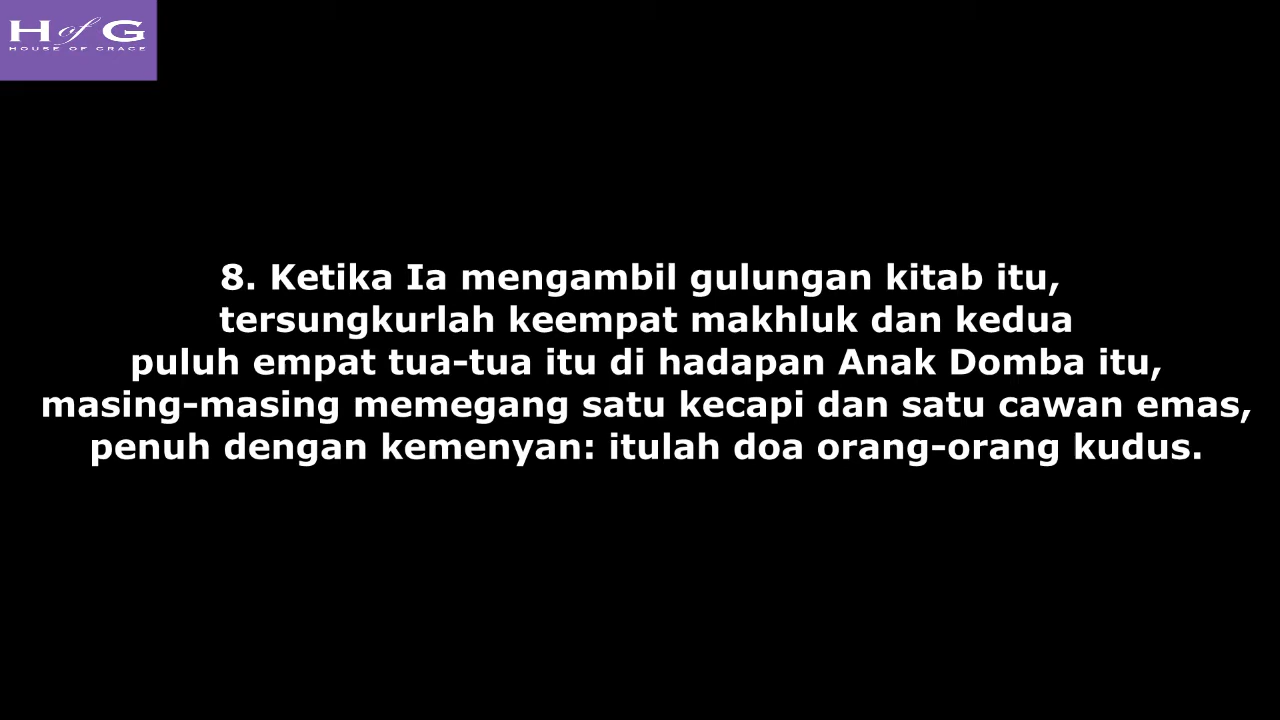 H of G
HOUSE OF GRACE
8. Ketika Ia mengambil gulungan kitab itu,
tersungkurlah keempat makhluk dan kedua
puluh empat tua-tua itu di hadapan Anak Domba itu,
masing-masing memegang satu kecapi dan satu cawan emas,
penuh dengan kemenyan: itulah doa orang-orang kudus.